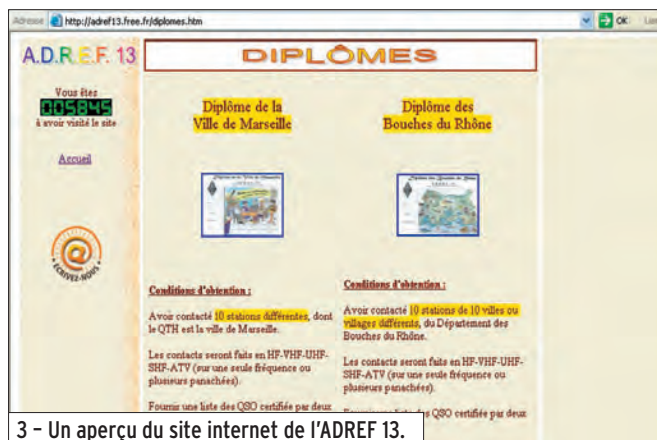 Adresse http://adref13.free.fr/diplomes.htm OK
A.D.R.E.F. 13
DIPLÔMES
Vous êtes
005845
à avoir visité le site
Accueil
ECRIVEZ-NOUS
Diplôme de la
Ville de Marseille
Conditions d'obtention :
Avoir contacté 10 stations différentes, dont
le QTH est la ville de Marseille.
Les contacts seront faits en HF-VHF-UHF-
SHF-ATV (sur une seule fréquence ou
plusieurs panachées).
Fournir une liste des QSO certifiée par deux
Diplôme des
Bouches du Rhône
Conditions d'obtention :
Avoir contacté 10 stations de 10 villes ou
villages différents, du Département des
Bouches du Rhône.
Les contacts seront faits en HF-VHF-UHF-
SHF-ATV (sur une seule fréquence ou
plusieurs panachées).
des QSO certifiée par deux
3 – Un aperçu du site internet de l'ADREF 13.